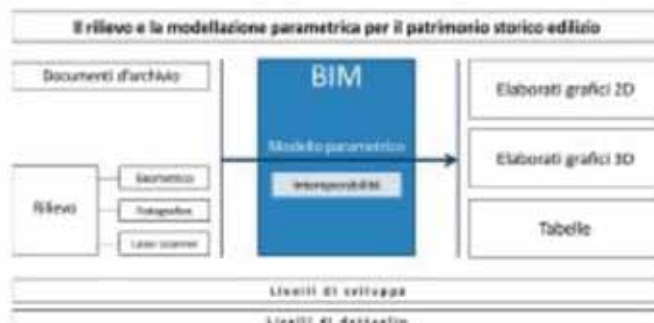 Il rilievo e la modellazione parametrica per il patrimonio storico edilizio
Documenti d'archivio
Rilievo
Geometrico
Fotografico
Laser scanner
BIM
Modello parametrico
Interoperabilità
Elaborati grafici 2D
Elaborati grafici 3D
Tabelle
Livelli di sviluppo
Livelli di dettaglio